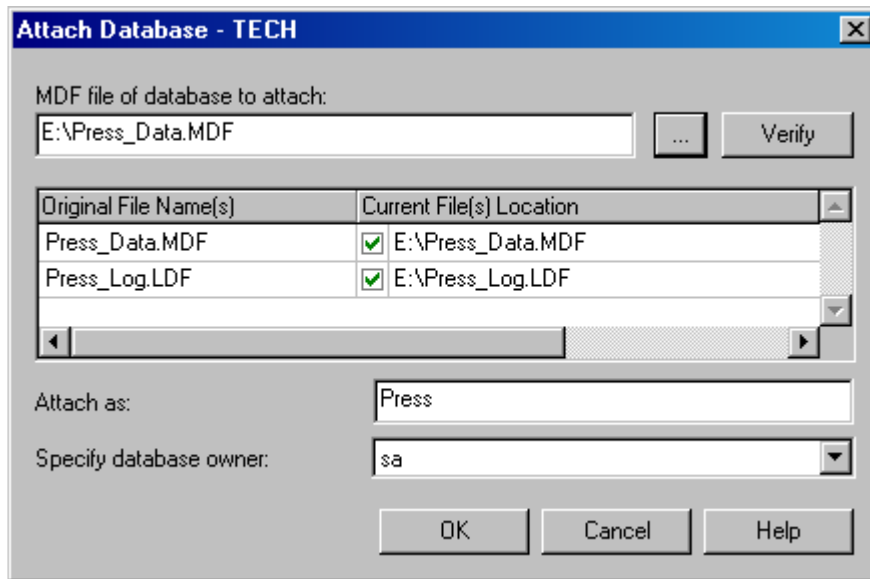 Attach Database - TECH
MDF file of database to attach:
E:\Press_Data.MDF ... Verify
Original File Name(s) Current File(s) Location
Press_Data.MDF E:\Press_Data.MDF
Press_Log.LDF E:\Press_Log.LDF
Attach as: Press
Specify database owner: sa
OK Cancel Help